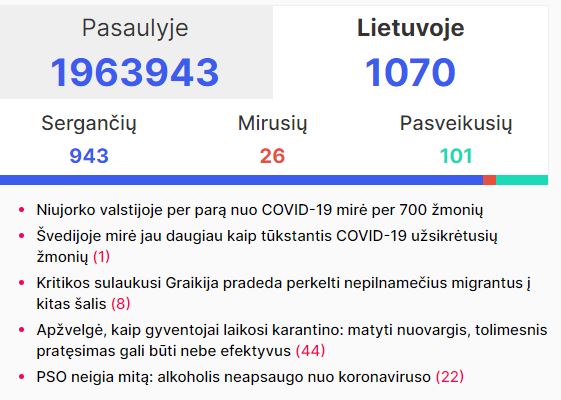 Pasaulyje
Lietuvoje
1963943
1070
Sergančių
Mirusių
Pasveikusių
943
26
101
Niujorko valstijoje per parą nuo COVID-19 mirė per 700 žmonių
Švedijoje mirė jau daugiau kaip tūkstantis COVID-19 užsikrėtusių
žmonių (1)
Kritikos sulaukusi Graikija pradeda perkelti nepilnamečius migrantus į
kitas šalis (8)
Apžvelgė, kaip gyventojai laikosi karantino: matyti nuovargis, tolimesnis
pratęsimas gali būti nebe efektyvus (44)
PSO neigia mitą: alkoholis neapsaugo nuo koronaviruso (22)